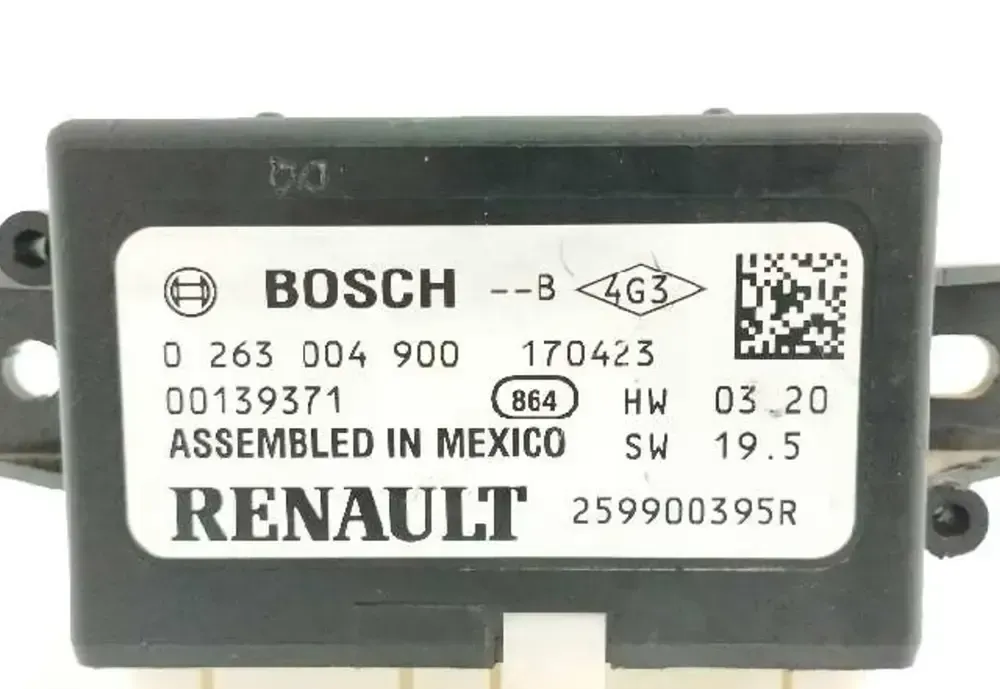 BOSCH --B 4G3
0 263 004 900 170423
00139371 864 HW 03.20
ASSEMBLED IN MEXICO SW 19.5
RENAULT 259900395R